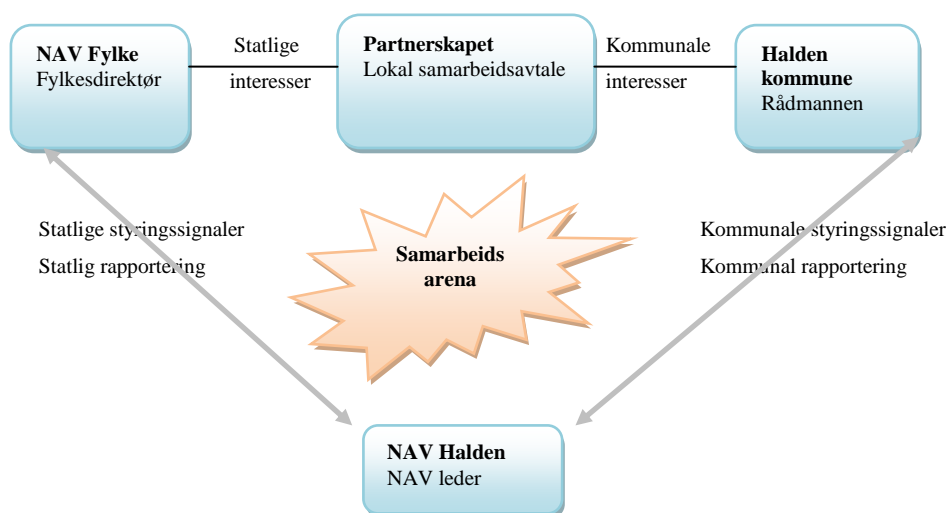 NAV Fylke
Fylkesdirektør
Statlige
interesser
Partnerskapet
Lokal samarbeidsavtale
Kommunale
interesser
Halden
kommune
Rådmannen
Statlige styringssignaler
Statlig rapportering
Samarbeids
arena
Kommunale styringssignaler
Kommunal rapportering
NAV Halden
NAV leder